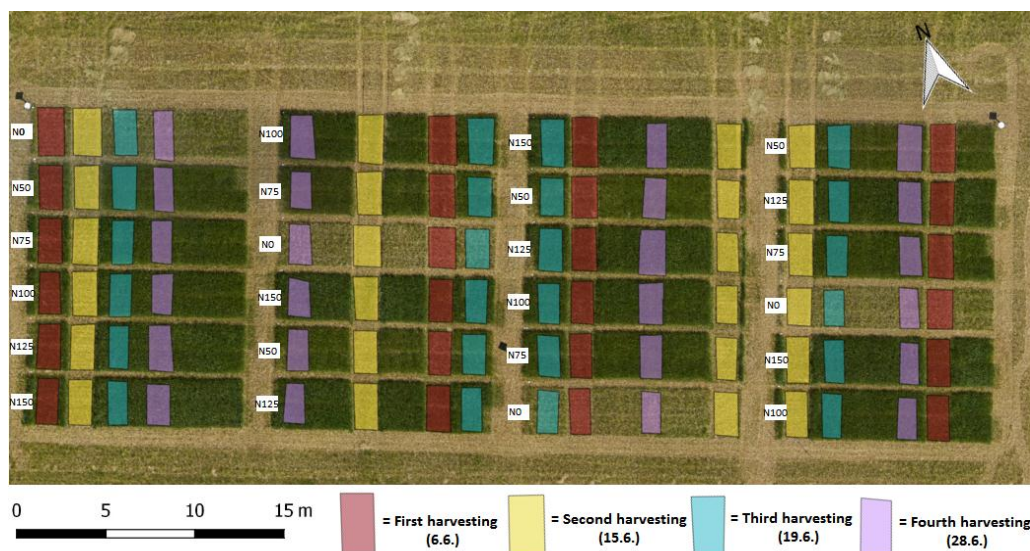 N
N0
N50
N75
N100
N125
N150
N100
N75
N0
N150
N50
N125
N150
N50
N125
N100
N75
N0
N50
N125
N75
N0
N150
N100
0 5 10 15 m
= First harvesting
(6.6.)
= Second harvesting
(15.6.)
= Third harvesting
(19.6.)
= Fourth harvesting
(28.6.)